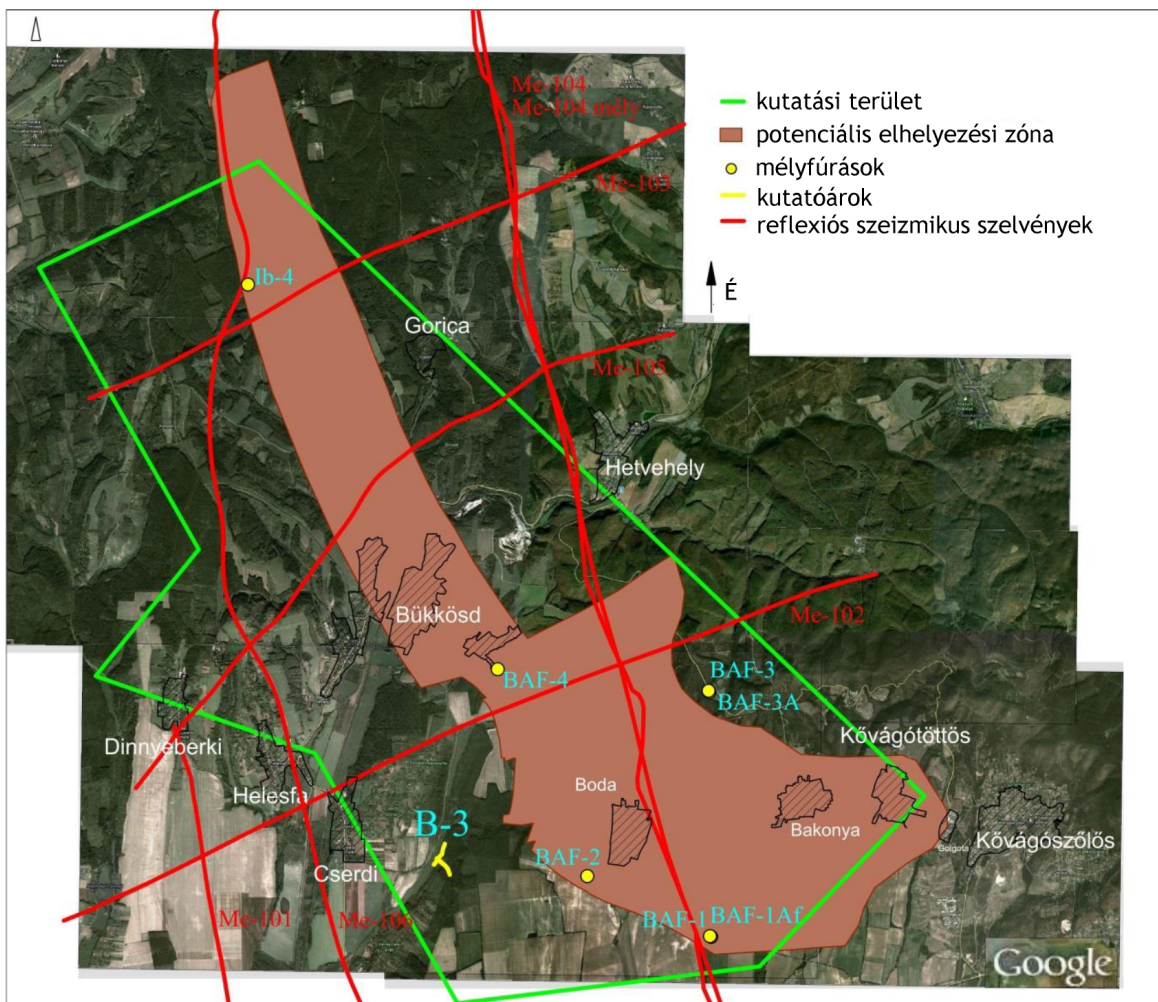 Me-104
Me-104 mély
kutatási terület
potenciális elhelyezési zóna
mélyfúrások
kutatóárok
reflexiós szeizmikus szelvények
Me-103
É
Ib-4
Gorica
Me-105
Hetvehely
Bükkösd
Me-102
BAF-4
BAF-3
BAF-3A
Dinnyeberki
Kővágótöttös
Helesfa
Boda
Bakonya
B-3
Golgota
Kővágószőlős
Cserdi
BAF-2
Me-101
Me-106
BAF-1
BAF-1Af
Google